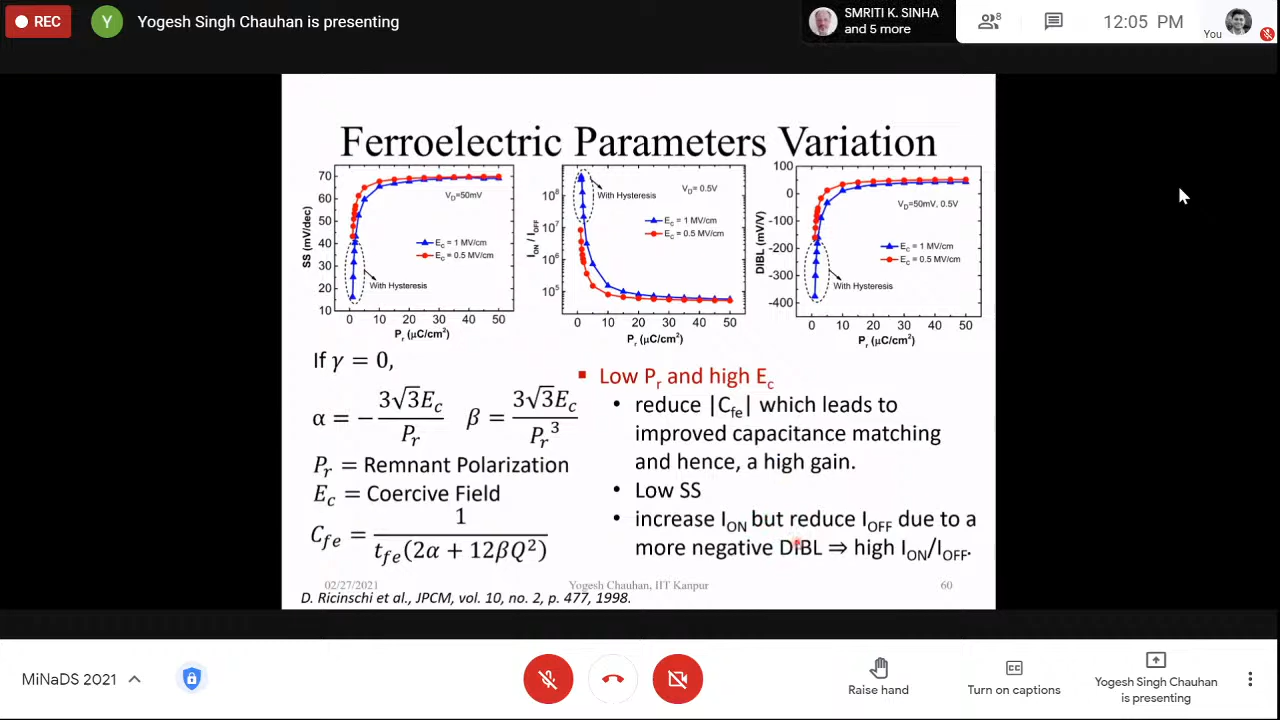 REC
Y
Yogesh Singh Chauhan is presenting
SMRITI K. SINHA
and 5 more
8
12:05 PM
You
Ferroelectric Parameters Variation
SS (mV/dec)
70
60
50
40
30
20
10
V_D=50mV
E_c = 1 MV/cm
E_c = 0.5 MV/cm
With Hysteresis
0 10 20 30 40 50
P_r (μC/cm²)
I_ON / I_OFF
10⁸
10⁷
10⁶
10⁵
With Hysteresis
V_D= 0.5V
E_c = 1 MV/cm
E_c = 0.5 MV/cm
0 10 20 30 40 50
P_r (μC/cm²)
DIBL (mV/V)
100
0
-100
-200
-300
-400
V_D=50mV, 0.5V
E_c = 1 MV/cm
E_c = 0.5 MV/cm
With Hysteresis
0 10 20 30 40 50
P_r (μC/cm²)
If γ = 0,
α = − 3√3E_c / P_r β = 3√3E_c / P_r³
P_r = Remnant Polarization
E_c = Coercive Field
C_fe = 1 / t_fe(2α + 12βQ²)
▪ Low P_r and high E_c
• reduce |C_fe| which leads to
improved capacitance matching
and hence, a high gain.
• Low SS
• increase I_ON but reduce I_OFF due to a
more negative DIBL ⇒ high I_ON/I_OFF.
02/27/2021
Yogesh Chauhan, IIT Kanpur
60
D. Ricinschi et al., JPCM, vol. 10, no. 2, p. 477, 1998.
MiNaDS 2021
Raise hand
CC
Turn on captions
Yogesh Singh Chauhan
is presenting